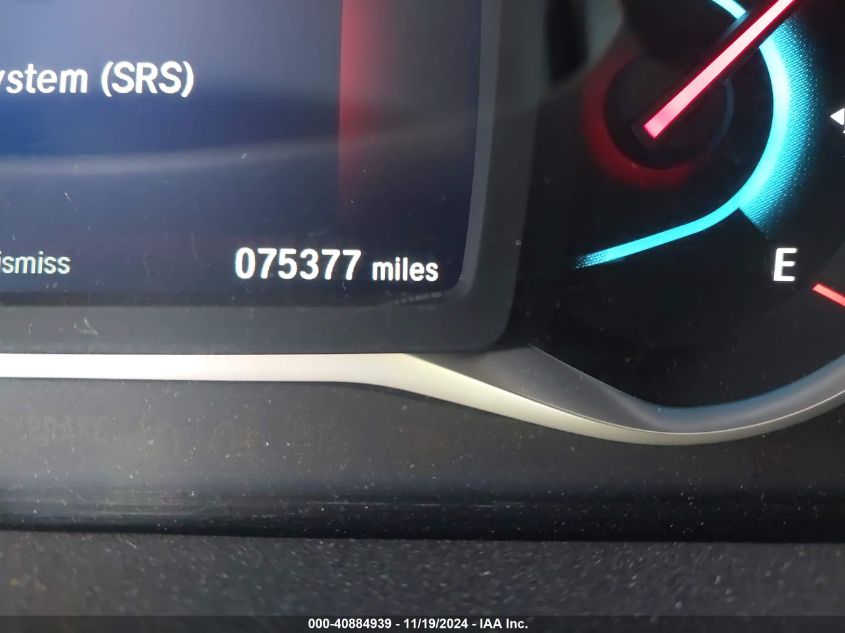 ystem (SRS)
ismiss
075377 miles
E
000-40884939 - 11/19/2024 - IAA Inc.